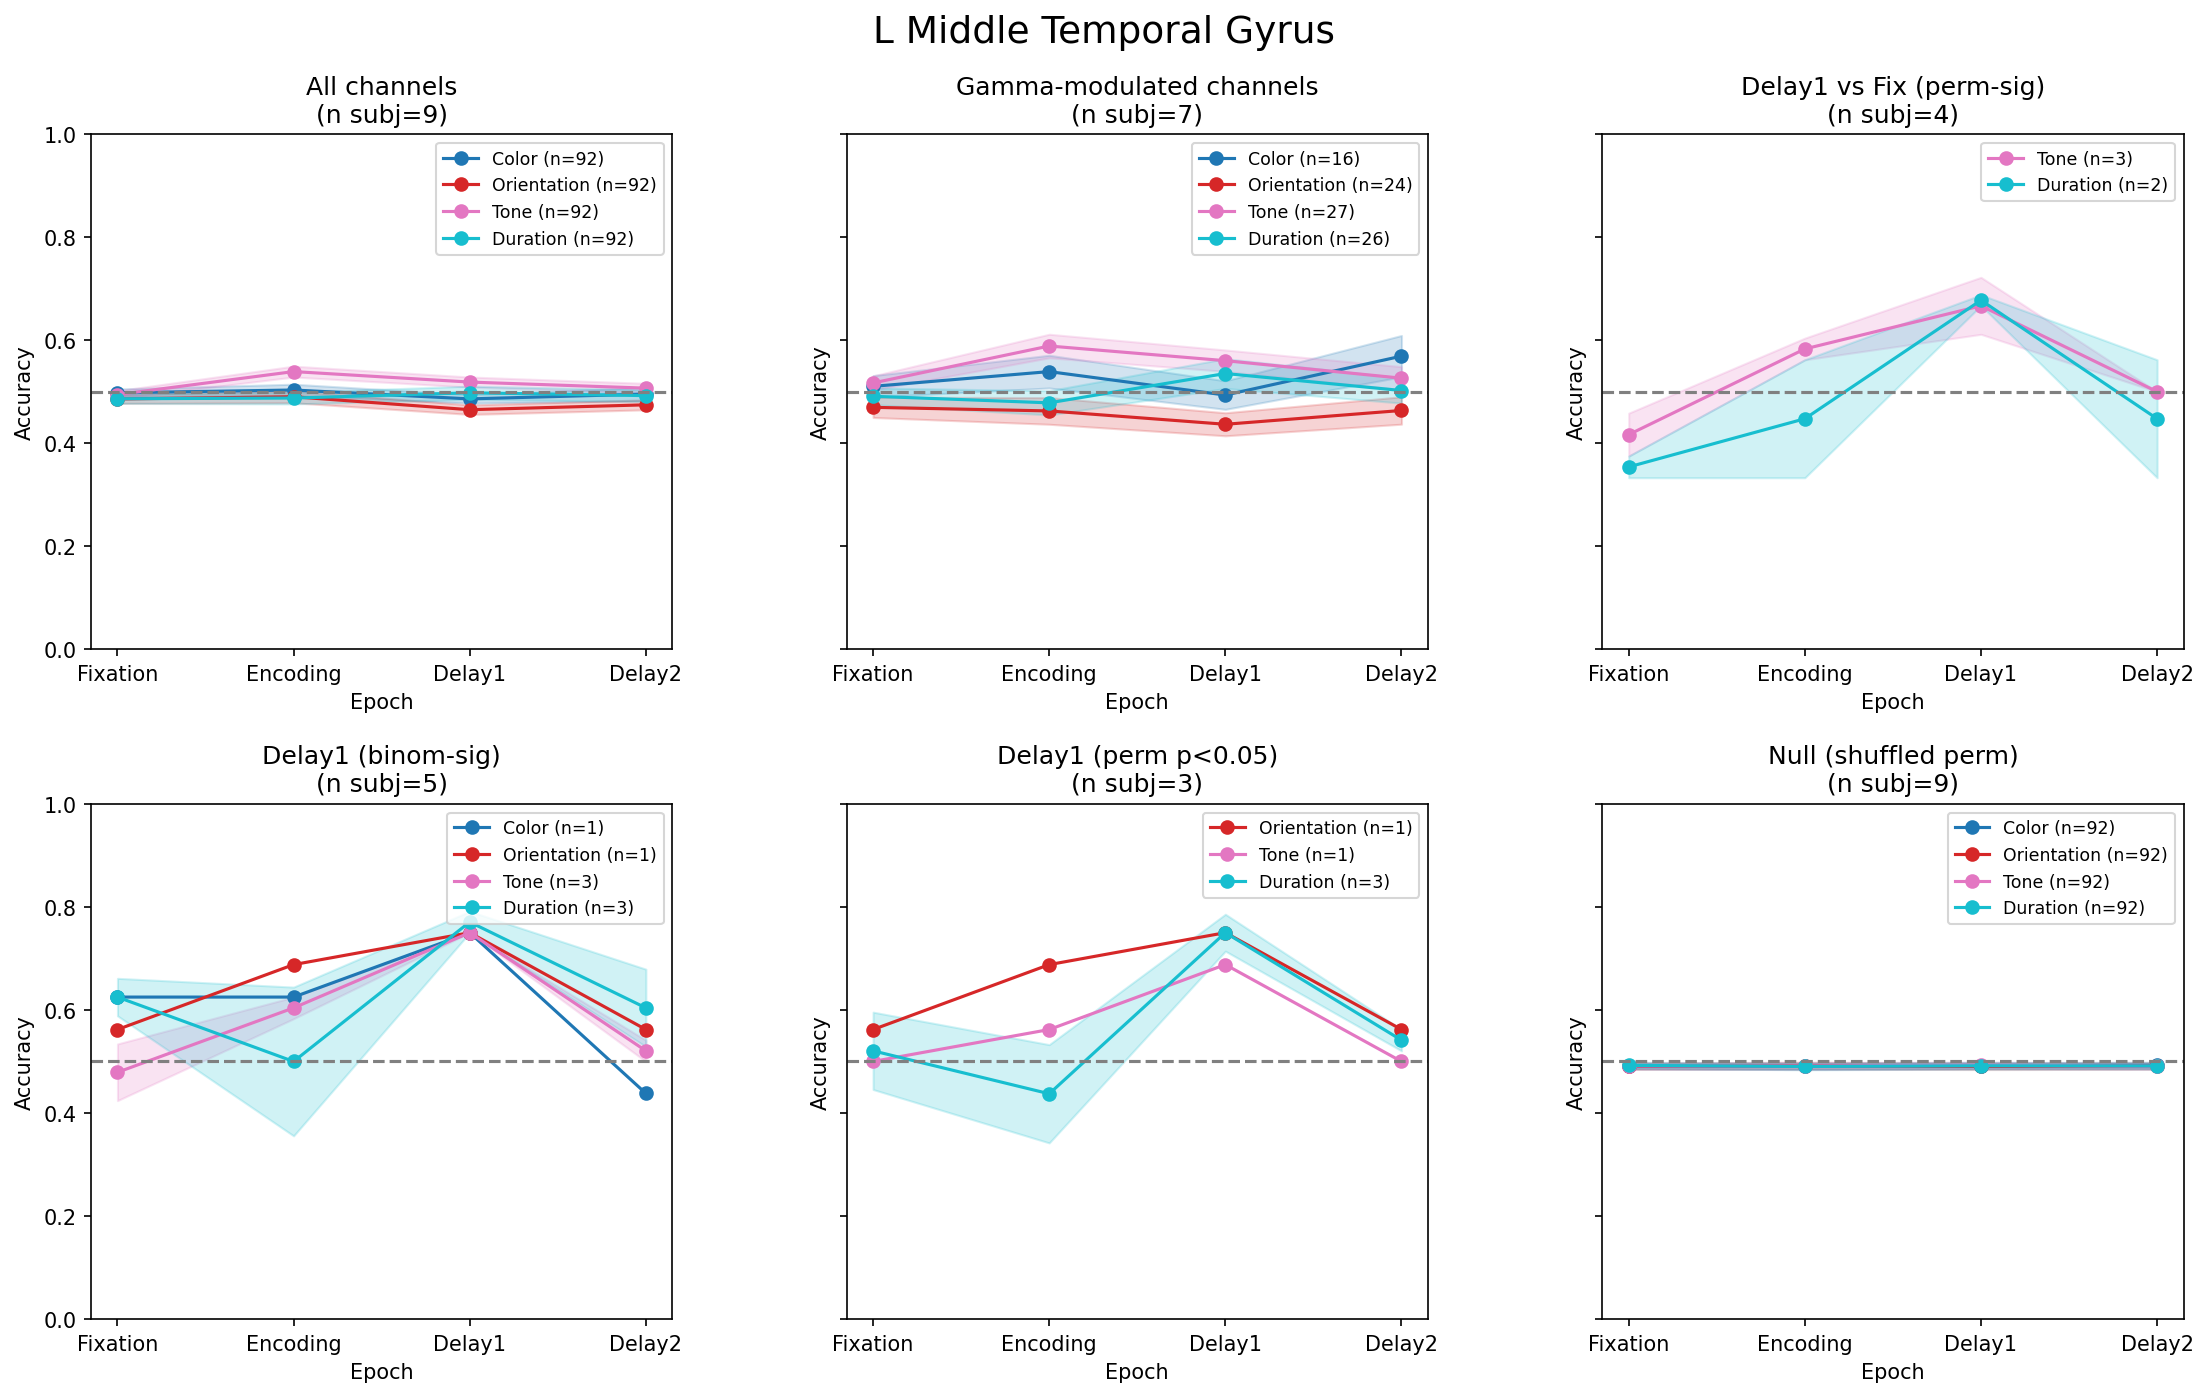 L Middle Temporal Gyrus
All channels
(n subj=9)
1.0
0.8
0.6
0.4
0.2
0.0
Accuracy
Color (n=92)
Orientation (n=92)
Tone (n=92)
Duration (n=92)
Fixation Encoding Delay1 Delay2
Epoch
Gamma-modulated channels
(n subj=7)
Accuracy
Color (n=16)
Orientation (n=24)
Tone (n=27)
Duration (n=26)
Fixation Encoding Delay1 Delay2
Epoch
Delay1 vs Fix (perm-sig)
(n subj=4)
Accuracy
Tone (n=3)
Duration (n=2)
Fixation Encoding Delay1 Delay2
Epoch
Delay1 (binom-sig)
(n subj=5)
1.0
0.8
0.6
0.4
0.2
0.0
Accuracy
Color (n=1)
Orientation (n=1)
Tone (n=3)
Duration (n=3)
Fixation Encoding Delay1 Delay2
Epoch
Delay1 (perm p<0.05)
(n subj=3)
Accuracy
Orientation (n=1)
Tone (n=1)
Duration (n=3)
Fixation Encoding Delay1 Delay2
Epoch
Null (shuffled perm)
(n subj=9)
Accuracy
Color (n=92)
Orientation (n=92)
Tone (n=92)
Duration (n=92)
Fixation Encoding Delay1 Delay2
Epoch